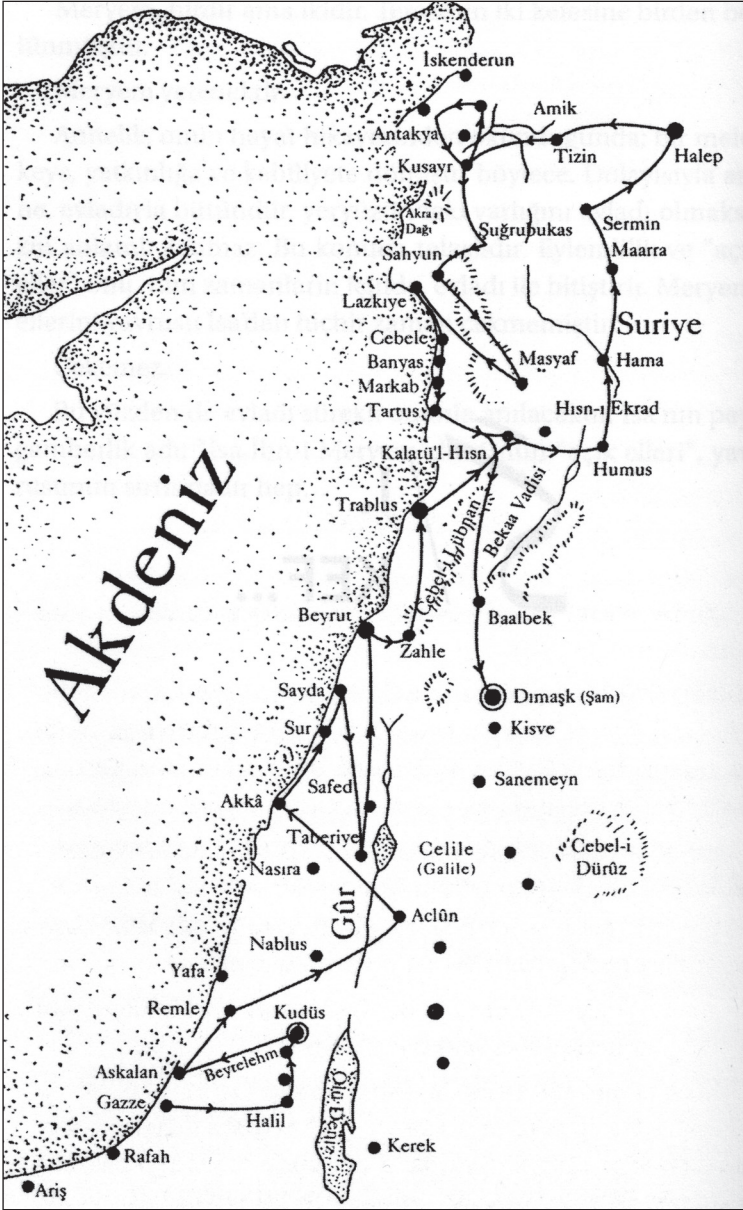 İskenderun
Amik
Antakya
Tizin
Halep
Kusayr
Akra
Dağı
Suğrubukas
Sermin
Sahyun
Maarra
Lazkıye
Suriye
Cebele
Banyas
Masyaf
Hama
Markab
Tartus
Hısn-ı Ekrad
Kalatü'l-Hısn
Humus
Trablus
Cebel-i Lübnan
Bekaa Vadisi
Akdeniz
Beyrut
Baalbek
Zahle
Sayda
Dımaşk (Şam)
Sur
Kisve
Safed
Sanemeyn
Akkâ
Taberiye
Celile
(Galile)
Cebel-i
Dürûz
Nasıra
Gûr
Aclûn
Nablus
Yafa
Remle
Kudüs
Askalan
Beytelehm
Gazze
Halil
Ölü Deniz
Rafah
Kerek
Ariş